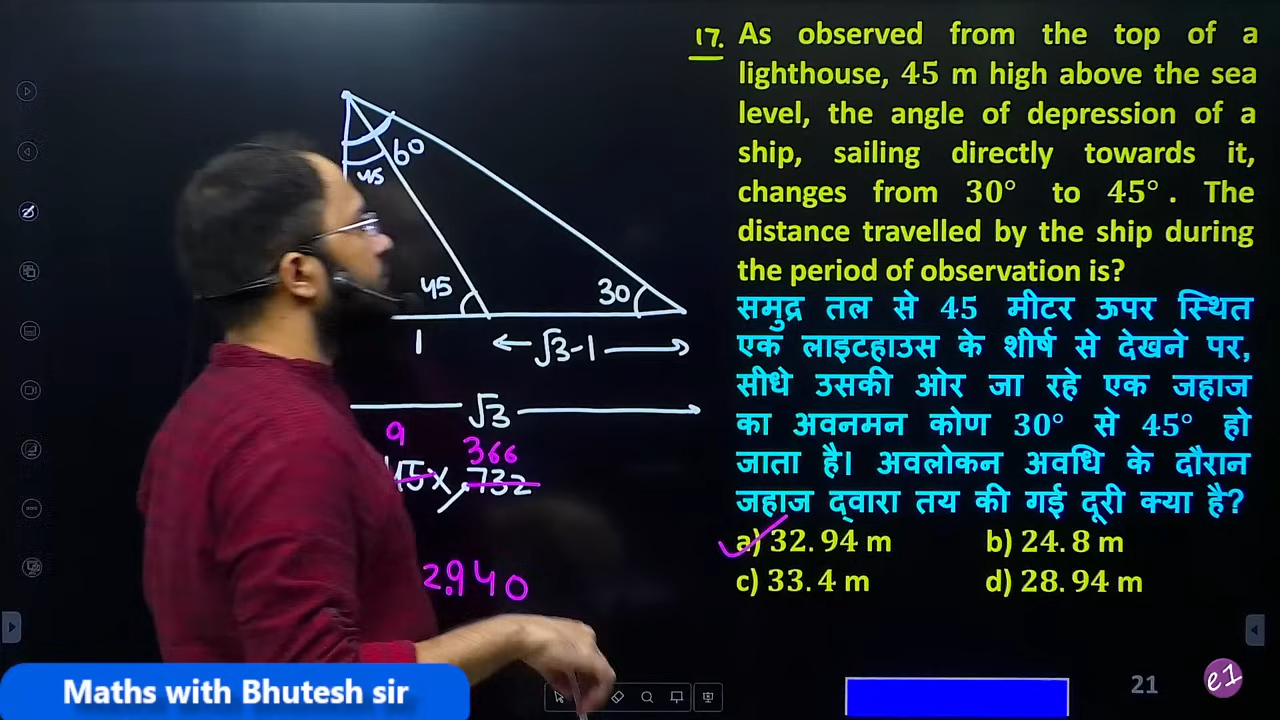 17. As observed from the top of a
lighthouse, 45 m high above the sea
level, the angle of depression of a
ship, sailing directly towards it,
changes from 30° to 45°. The
distance travelled by the ship during
the period of observation is?
समुद्र तल से 45 मीटर ऊपर स्थित
एक लाइटहाउस के शीर्ष से देखने पर,
सीधे उसकी ओर जा रहे एक जहाज
का अवनमन कोण 30° से 45° हो
जाता है। अवलोकन अवधि के दौरान
जहाज द्वारा तय की गई दूरी क्या है?
a) 32.94 m b) 24.8 m
c) 33.4 m d) 28.94 m
60
45
45 30
1 √3-1
√3
9 366
45× .732
2.940
Maths with Bhutesh sir
21 e1